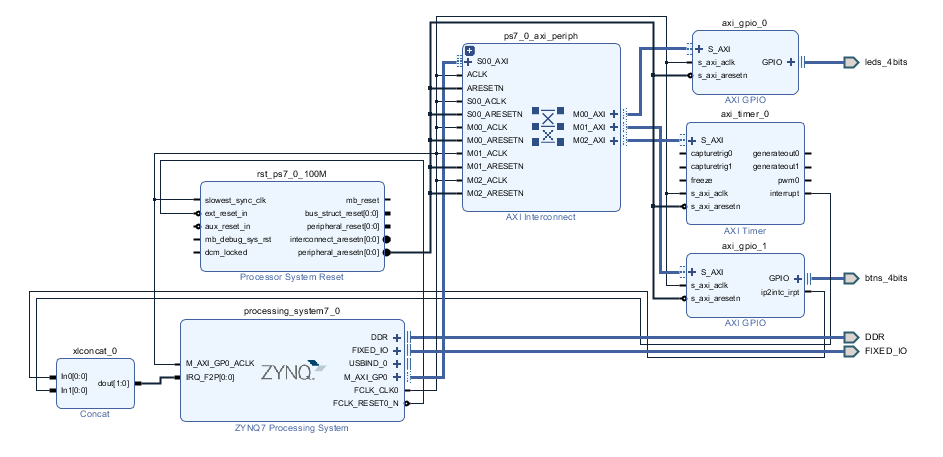 ps7_0_axi_periph
S00_AXI
ACLK
ARESETN
S00_ACLK
S00_ARESETN
M00_ACLK
M00_ARESETN
M01_ACLK
M01_ARESETN
M02_ACLK
M02_ARESETN
M00_AXI
M01_AXI
M02_AXI
AXI Interconnect
axi_gpio_0
S_AXI
s_axi_aclk
s_axi_aresetn
GPIO
AXI GPIO
leds_4bits
axi_timer_0
S_AXI
capturetrig0
capturetrig1
freeze
s_axi_aclk
s_axi_aresetn
generateout0
generateout1
pwm0
interrupt
AXI Timer
rst_ps7_0_100M
slowest_sync_clk
ext_reset_in
aux_reset_in
mb_debug_sys_rst
dcm_locked
mb_reset
bus_struct_reset[0:0]
peripheral_reset[0:0]
interconnect_aresetn[0:0]
peripheral_aresetn[0:0]
Processor System Reset
axi_gpio_1
S_AXI
s_axi_aclk
s_axi_aresetn
GPIO
ip2intc_irpt
AXI GPIO
btns_4bits
processing_system7_0
M_AXI_GP0_ACLK
IRQ_F2P[0:0]
ZYNQ
DDR
FIXED_IO
USBIND_0
M_AXI_GP0
FCLK_CLK0
FCLK_RESET0_N
ZYNQ7 Processing System
DDR
FIXED_IO
xlconcat_0
In0[0:0]
In1[0:0]
dout[1:0]
Concat